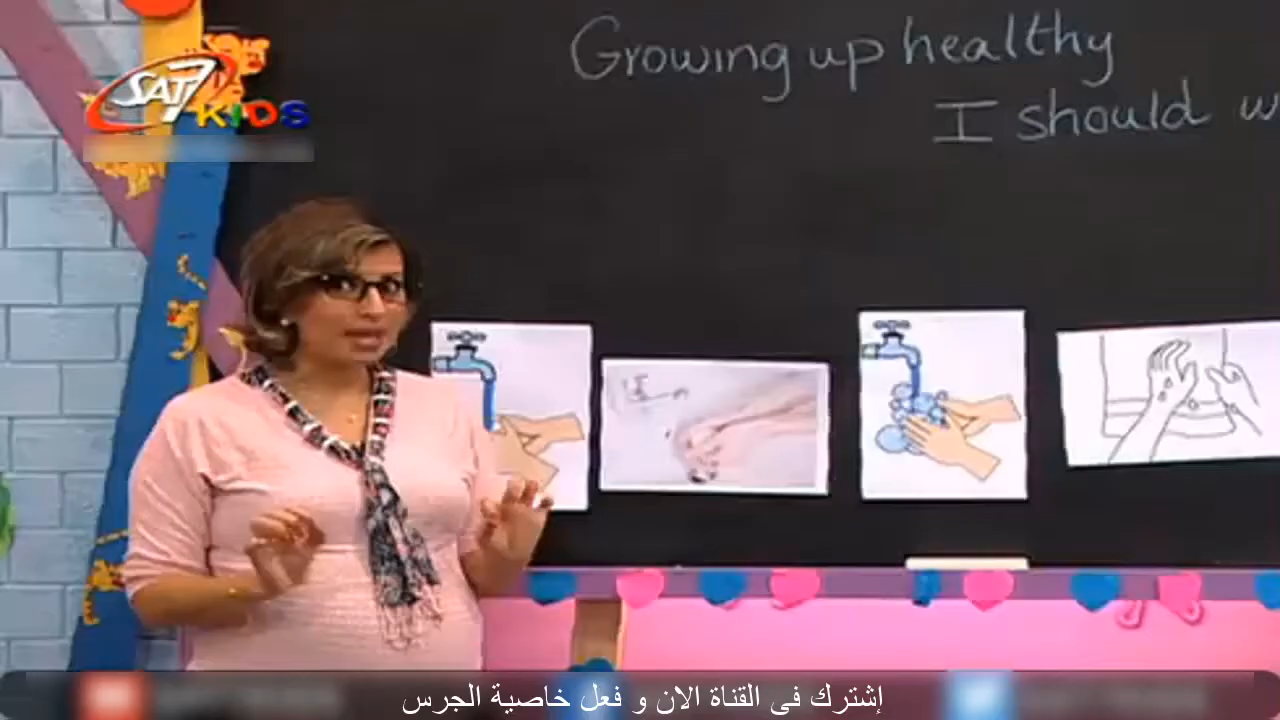 SAT7
KIDS
Growing up healthy
I should w
إشترك فى القناة الان و فعل خاصية الجرس